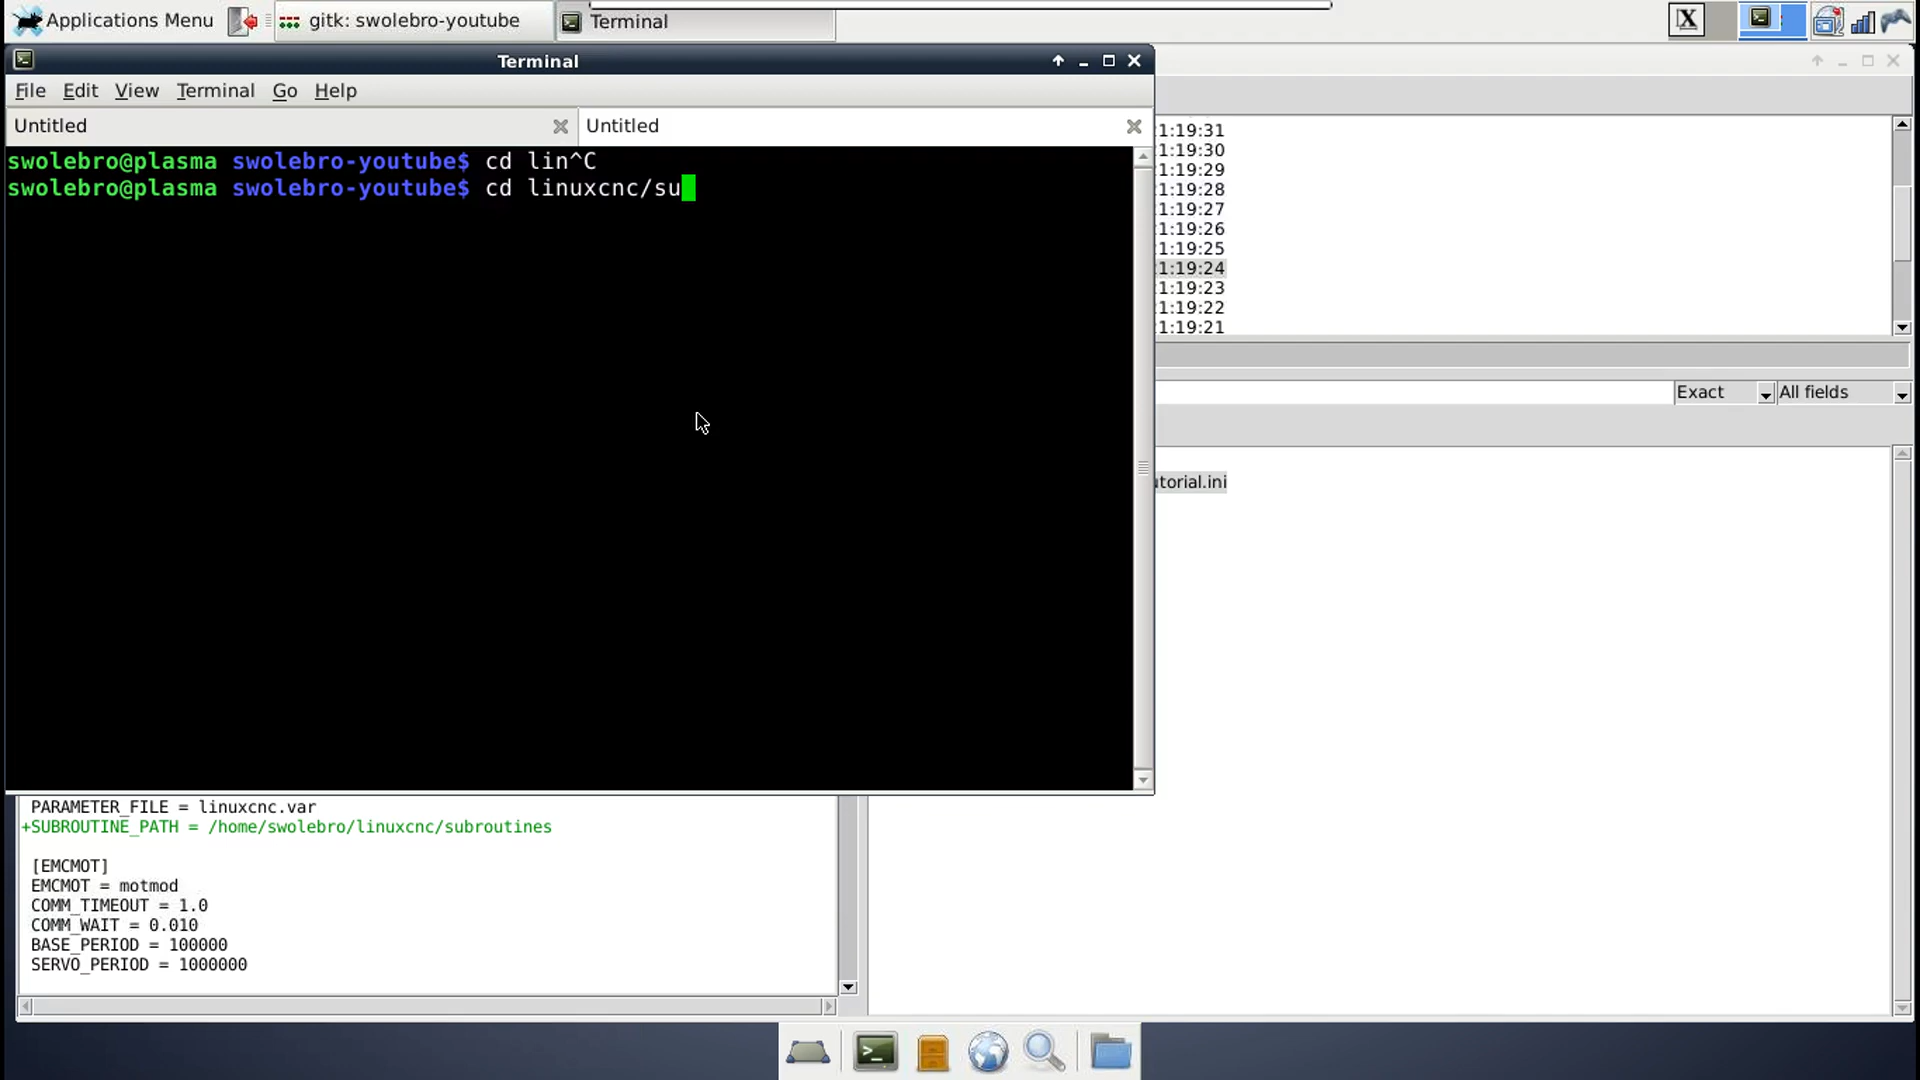 Applications Menu
gitk: swolebro-youtube
Terminal
X
Terminal
File Edit View Terminal Go Help
Untitled
Untitled
swolebro@plasma swolebro-youtube$ cd lin^C
swolebro@plasma swolebro-youtube$ cd linuxcnc/su
1:19:31
1:19:30
1:19:29
1:19:28
1:19:27
1:19:26
1:19:25
1:19:24
1:19:23
1:19:22
1:19:21
Exact
All fields
utorial.ini
PARAMETER_FILE = linuxcnc.var
+SUBROUTINE_PATH = /home/swolebro/linuxcnc/subroutines
[EMCMOT]
EMCMOT = motmod
COMM_TIMEOUT = 1.0
COMM_WAIT = 0.010
BASE_PERIOD = 100000
SERVO_PERIOD = 1000000